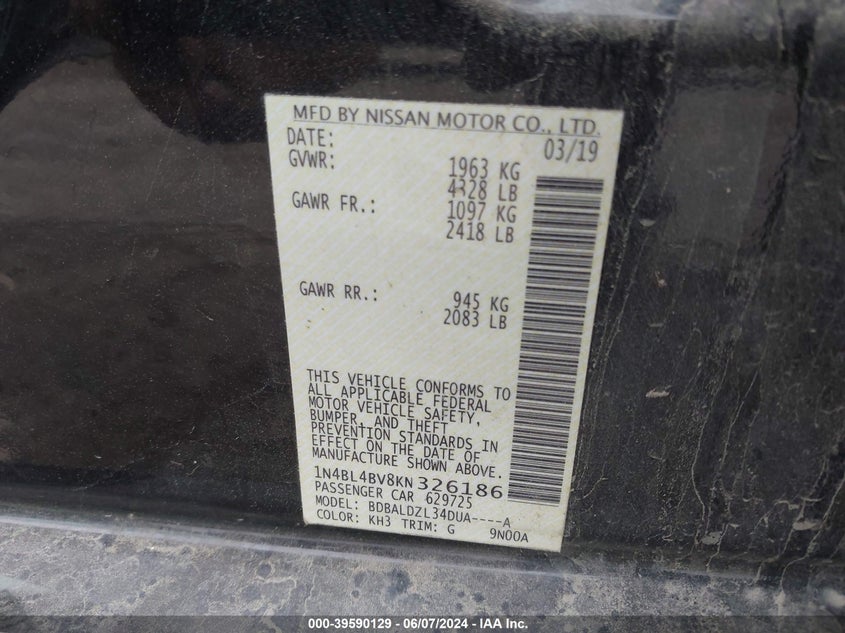 MFD BY NISSAN MOTOR CO., LTD.
DATE: 03/19
GVWR: 1963 KG
4328 LB
GAWR FR.: 1097 KG
2418 LB
GAWR RR.: 945 KG
2083 LB
THIS VEHICLE CONFORMS TO
ALL APPLICABLE FEDERAL
MOTOR VEHICLE SAFETY,
BUMPER, AND THEFT
PREVENTION STANDARDS IN
EFFECT ON THE DATE OF
MANUFACTURE SHOWN ABOVE.
1N4BL4BV8KN326186
PASSENGER CAR 629725
MODEL: BDBALDZL34DUA----A
COLOR: KH3 TRIM: G 9N00A
000-39590129 - 06/07/2024 - IAA Inc.